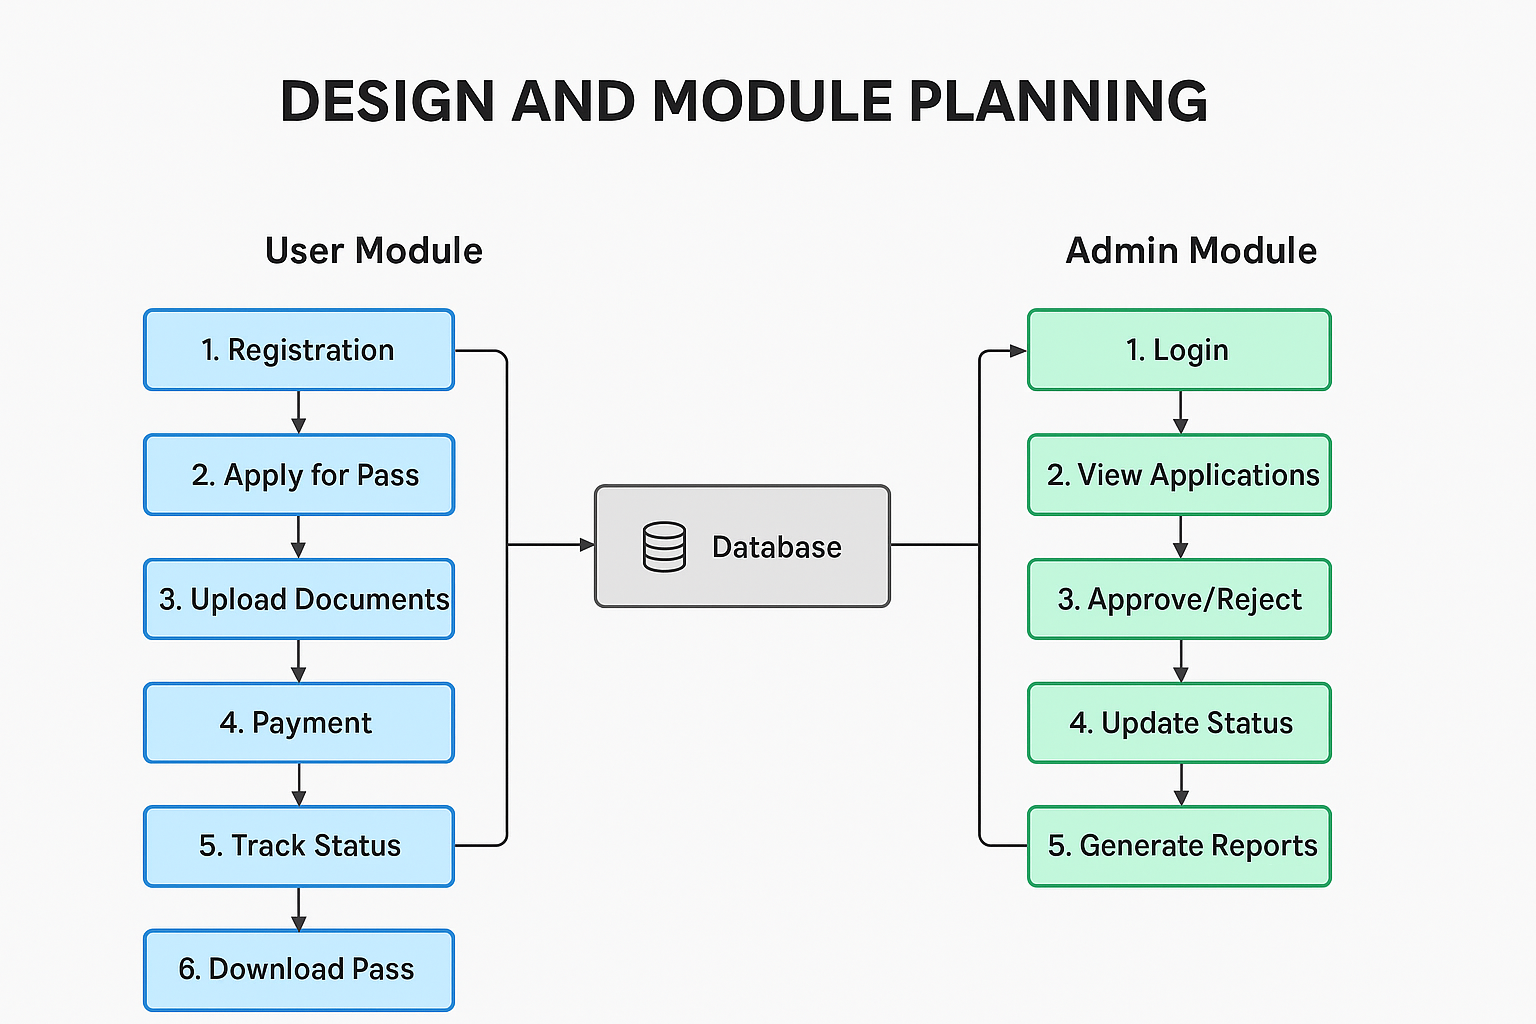 DESIGN AND MODULE PLANNING
User Module
1. Registration
2. Apply for Pass
3. Upload Documents
4. Payment
5. Track Status
6. Download Pass
Database
Admin Module
1. Login
2. View Applications
3. Approve/Reject
4. Update Status
5. Generate Reports